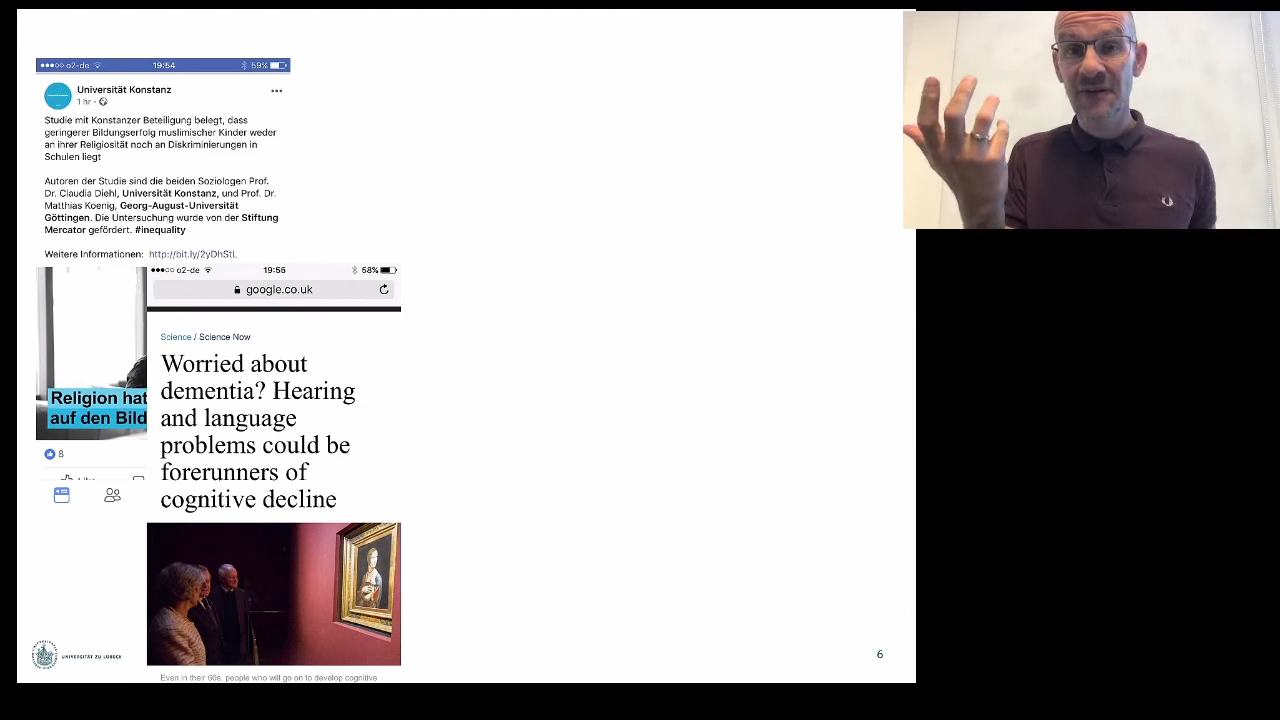 o2-de
19:54
59%
Universität Konstanz
1 hr
Studie mit Konstanzer Beteiligung belegt, dass
geringerer Bildungserfolg muslimischer Kinder weder
an ihrer Religiosität noch an Diskriminierungen in
Schulen liegt
Autoren der Studie sind die beiden Soziologen Prof.
Dr. Claudia Diehl, Universität Konstanz, und Prof. Dr.
Matthias Koenig, Georg-August-Universität
Göttingen. Die Untersuchung wurde von der Stiftung
Mercator gefördert. #inequality
Weitere Informationen: http://bit.ly/2yDhStL
Religion hat
auf den Bild
8
o2-de
19:55
58%
google.co.uk
Science / Science Now
Worried about
dementia? Hearing
and language
problems could be
forerunners of
cognitive decline
Even in their 60s, people who will go on to develop cognitive
UNIVERSITÄT ZU LÜBECK
6